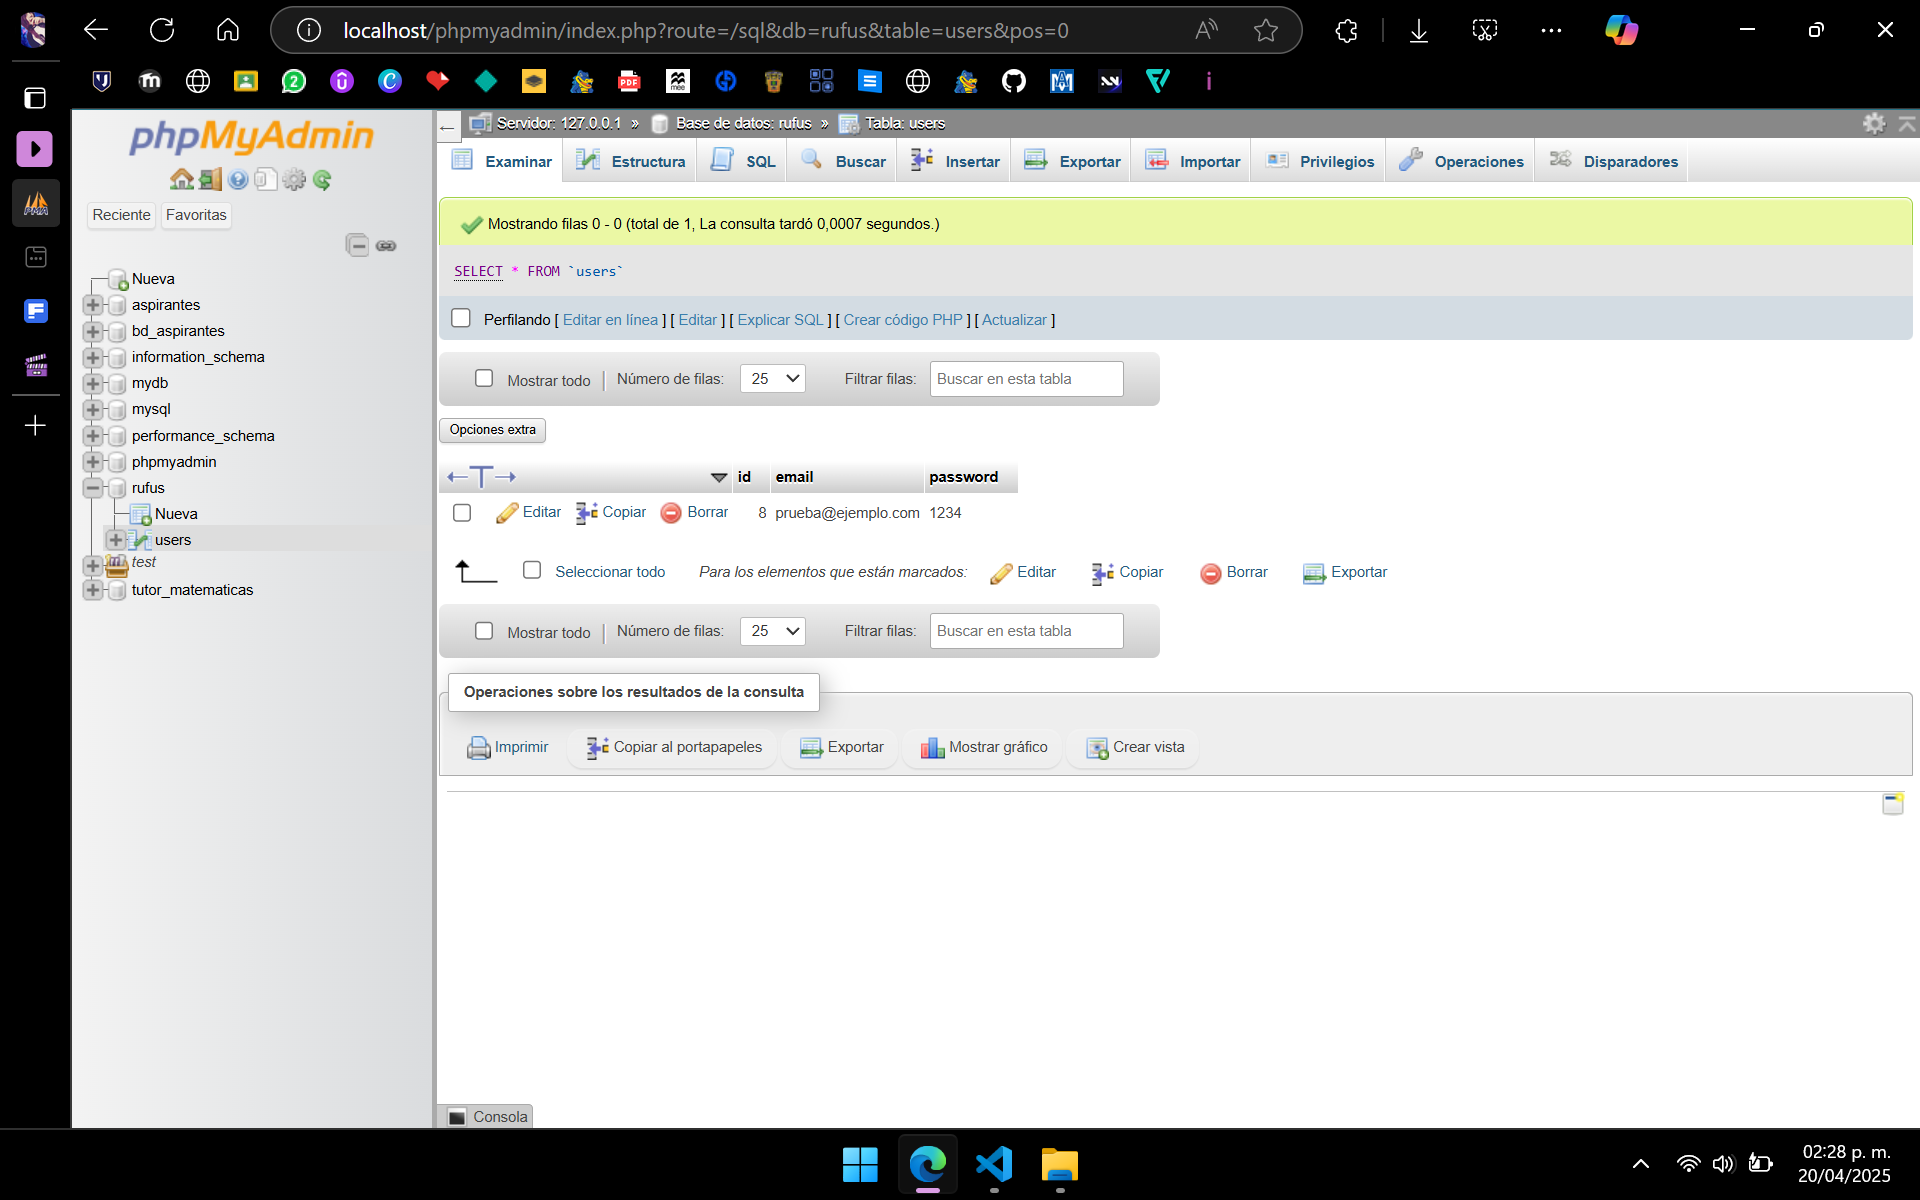 localhost/phpmyadmin/index.php?route=/sql&db=rufus&table=users&pos=0
phpMyAdmin
Reciente Favoritas
Nueva
aspirantes
bd_aspirantes
information_schema
mydb
mysql
performance_schema
phpmyadmin
rufus
Nueva
users
test
tutor_matematicas
Servidor: 127.0.0.1 » Base de datos: rufus » Tabla: users
Examinar Estructura SQL Buscar Insertar Exportar Importar Privilegios Operaciones Disparadores
Mostrando filas 0 - 0 (total de 1, La consulta tardó 0,0007 segundos.)
SELECT * FROM `users`
Perfilando [ Editar en línea ] [ Editar ] [ Explicar SQL ] [ Crear código PHP ] [ Actualizar ]
Mostrar todo | Número de filas: 25 Filtrar filas: Buscar en esta tabla
Opciones extra
←T→ id email password
Editar Copiar Borrar 8 prueba@ejemplo.com 1234
Seleccionar todo Para los elementos que están marcados: Editar Copiar Borrar Exportar
Mostrar todo | Número de filas: 25 Filtrar filas: Buscar en esta tabla
Operaciones sobre los resultados de la consulta
Imprimir Copiar al portapapeles Exportar Mostrar gráfico Crear vista
Consola
02:28 p. m.
20/04/2025